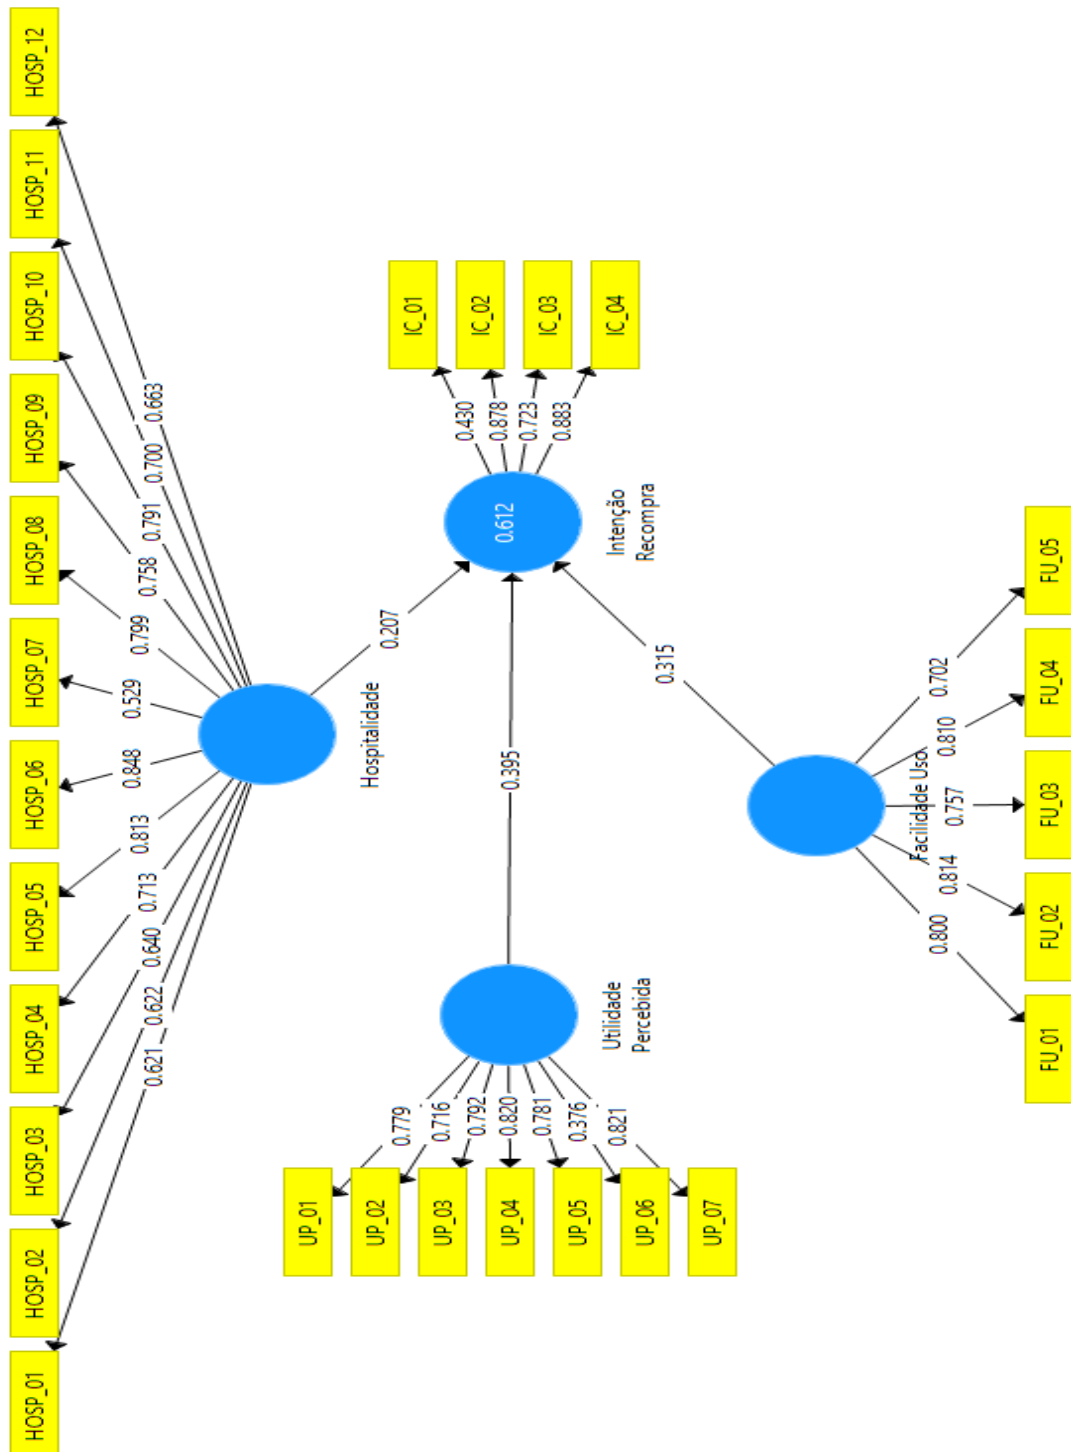 HOSP_01
HOSP_02
HOSP_03
HOSP_04
HOSP_05
HOSP_06
HOSP_07
HOSP_08
HOSP_09
HOSP_10
HOSP_11
HOSP_12
0.621
0.622
0.640
0.713
0.813
0.848
0.529
0.799
0.758
0.791
0.700
0.663
Hospitalidade
0.207
UP_01
UP_02
UP_03
UP_04
UP_05
UP_06
UP_07
0.779
0.716
0.792
0.820
0.781
0.376
0.821
Utilidade
Percebida
0.395
0.612
Intenção
Recompra
0.430
0.878
0.723
0.883
IC_01
IC_02
IC_03
IC_04
0.315
Facilidade Uso
0.800
0.814
0.757
0.810
0.702
FU_01
FU_02
FU_03
FU_04
FU_05